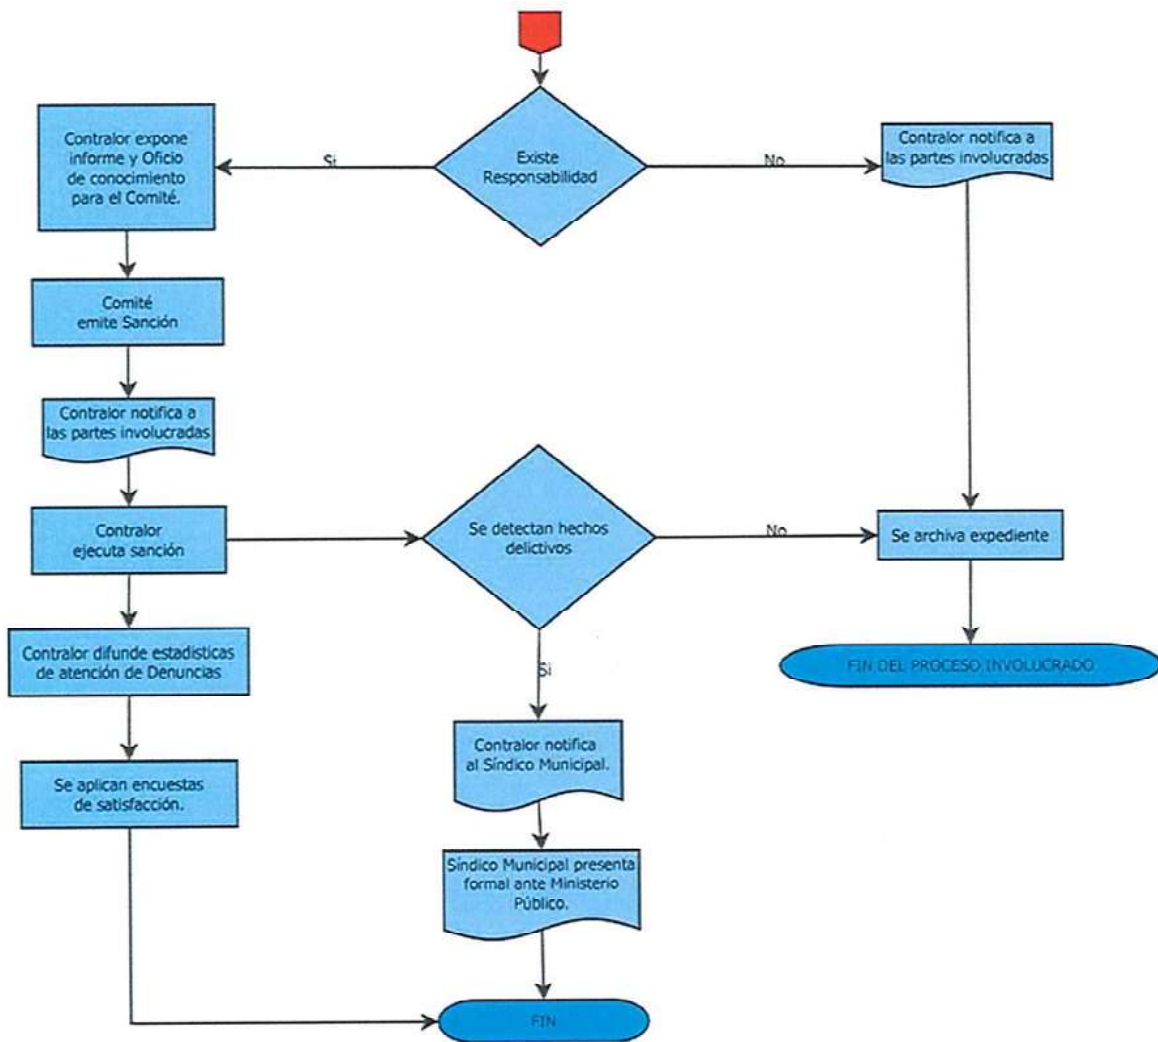 Existe
Responsabilidad
Si
No
Contralor expone
informe y Oficio
de conocimiento
para el Comité.
Contralor notifica a
las partes involucradas
Comité
emite Sanción
Contralor notifica a
las partes involucradas
Contralor
ejecuta sanción
Se detectan hechos
delictivos
No
Se archiva expediente
Si
Contralor difunde estadísticas
de atención de Denuncias
FIN DEL PROCESO INVOLUCRADO
Contralor notifica
al Síndico Municipal.
Se aplican encuestas
de satisfacción.
Síndico Municipal presenta
formal ante Ministerio
Público.
FIN